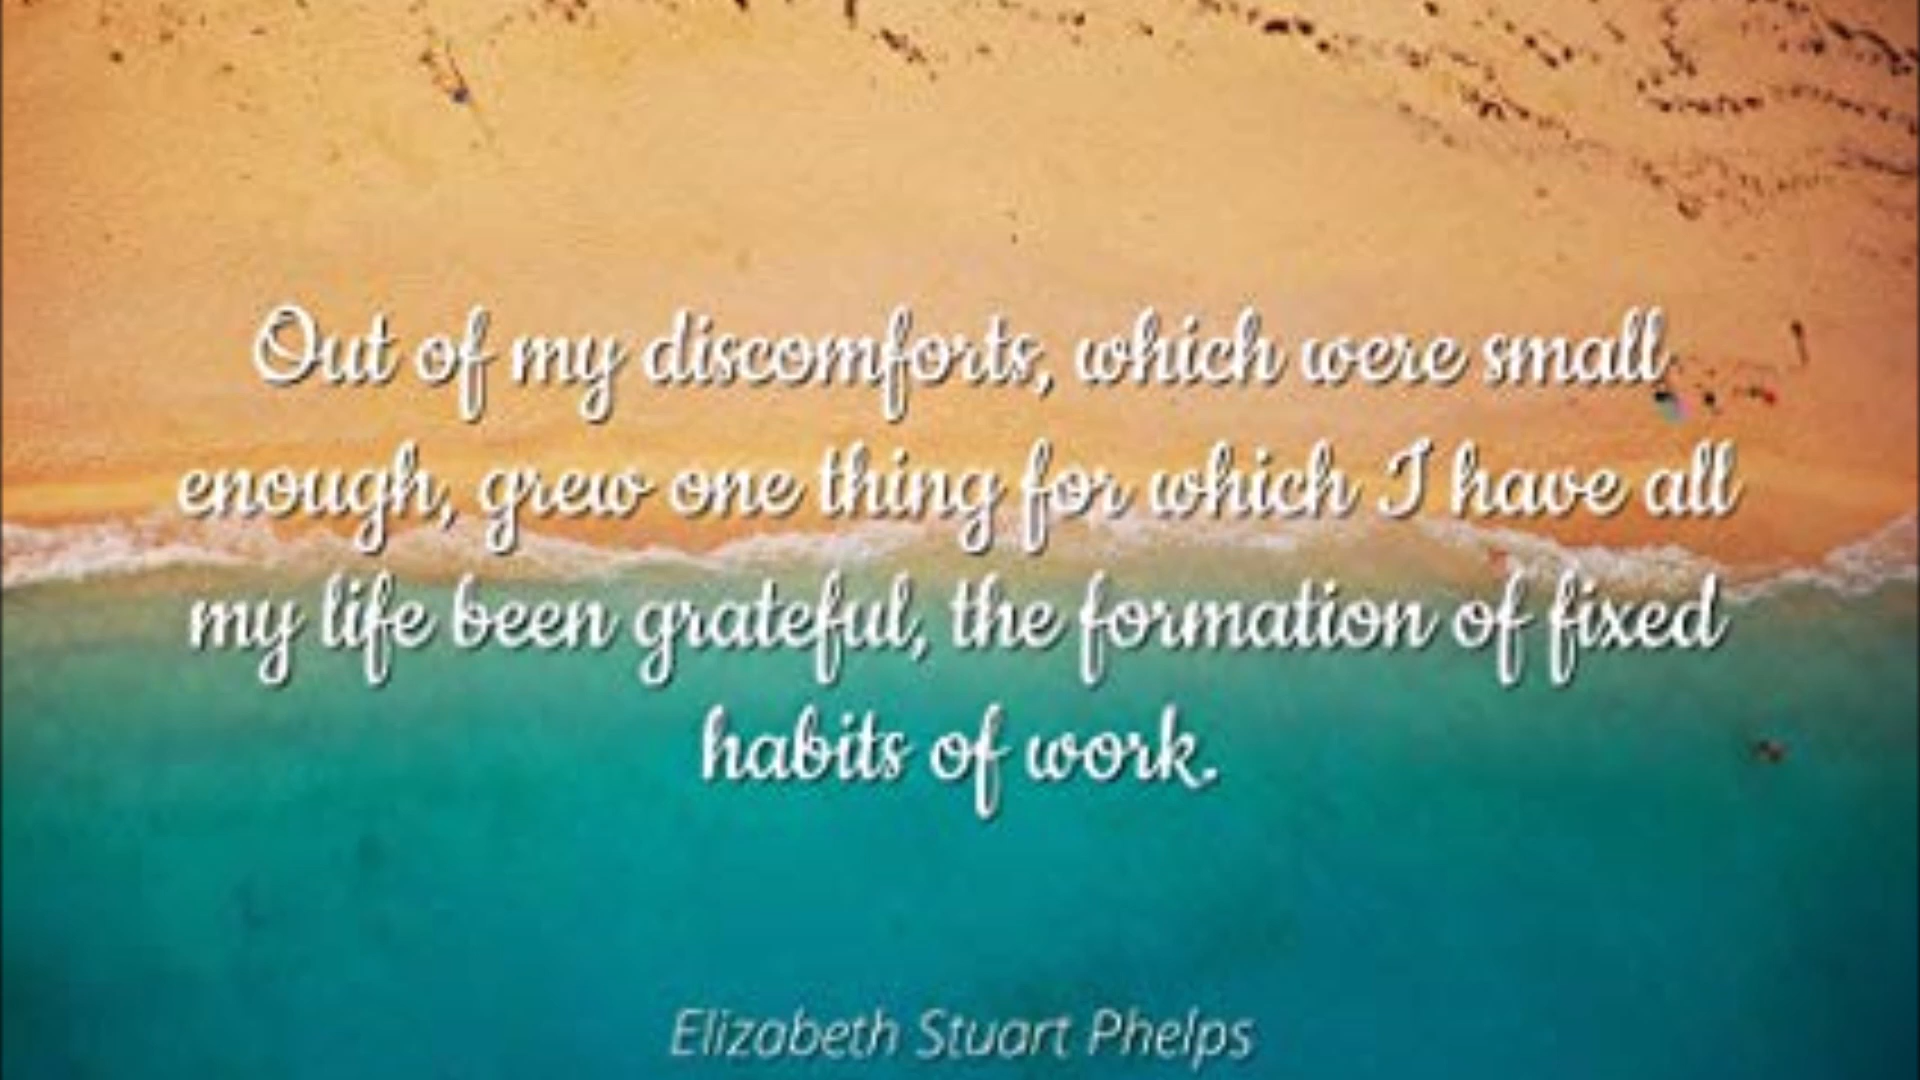 Out of my discomforts, which were small
enough, grew one thing for which I have all
my life been grateful, the formation of fixed
habits of work.
Elizabeth Stuart Phelps